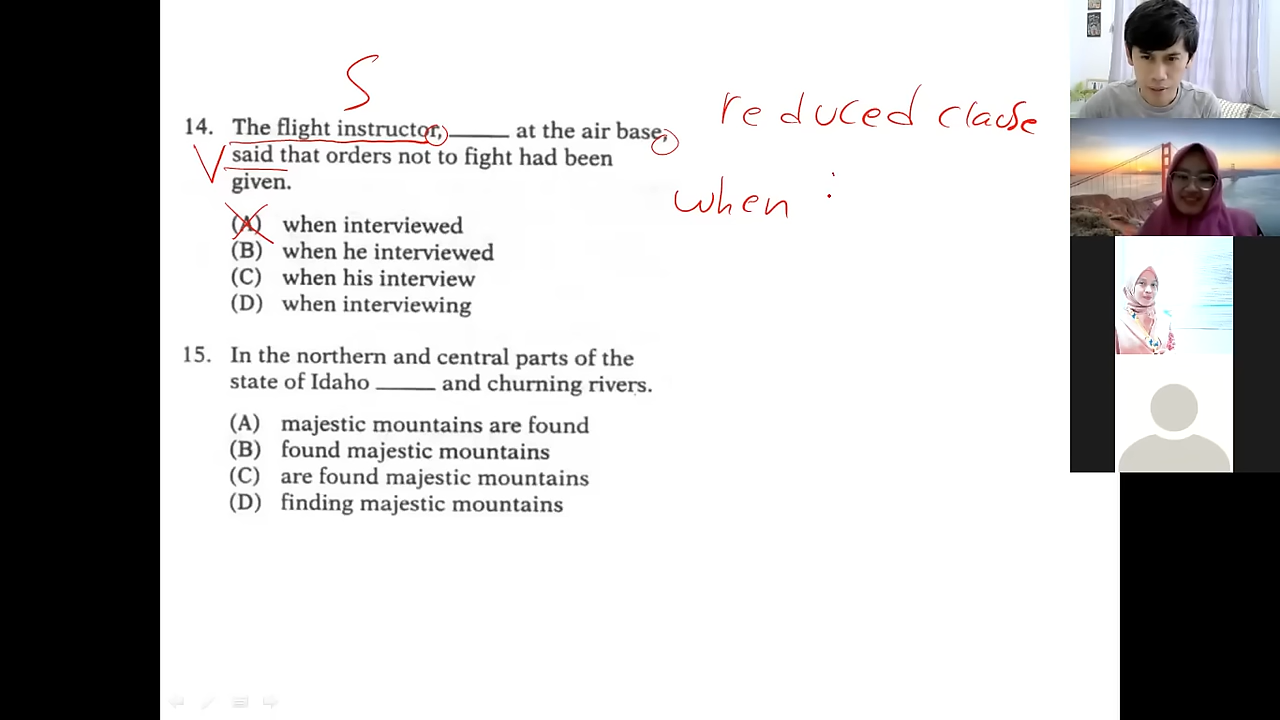 S
reduced clause
14. The flight instructor, _____ at the air base,
V said that orders not to fight had been
given.
when i
(A) when interviewed
(B) when he interviewed
(C) when his interview
(D) when interviewing
15. In the northern and central parts of the
state of Idaho _____ and churning rivers.
(A) majestic mountains are found
(B) found majestic mountains
(C) are found majestic mountains
(D) finding majestic mountains